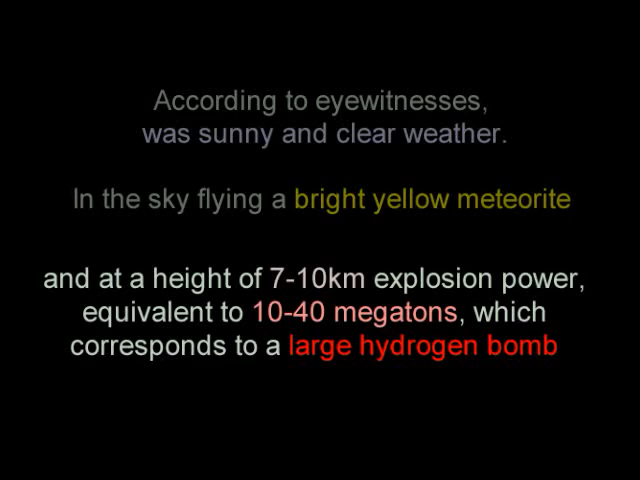 According to eyewitnesses,
was sunny and clear weather.
In the sky flying a bright yellow meteorite
and at a height of 7-10km explosion power,
equivalent to 10-40 megatons, which
corresponds to a large hydrogen bomb